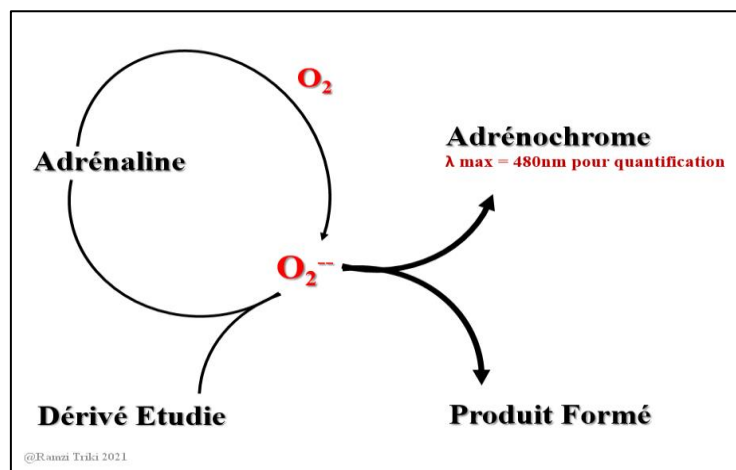 O₂
Adrénaline
Adrénochrome
λ max = 480nm pour quantification
O₂⁻⁻
Dérivé Etudie
Produit Formé
@Ramzi Triki 2021